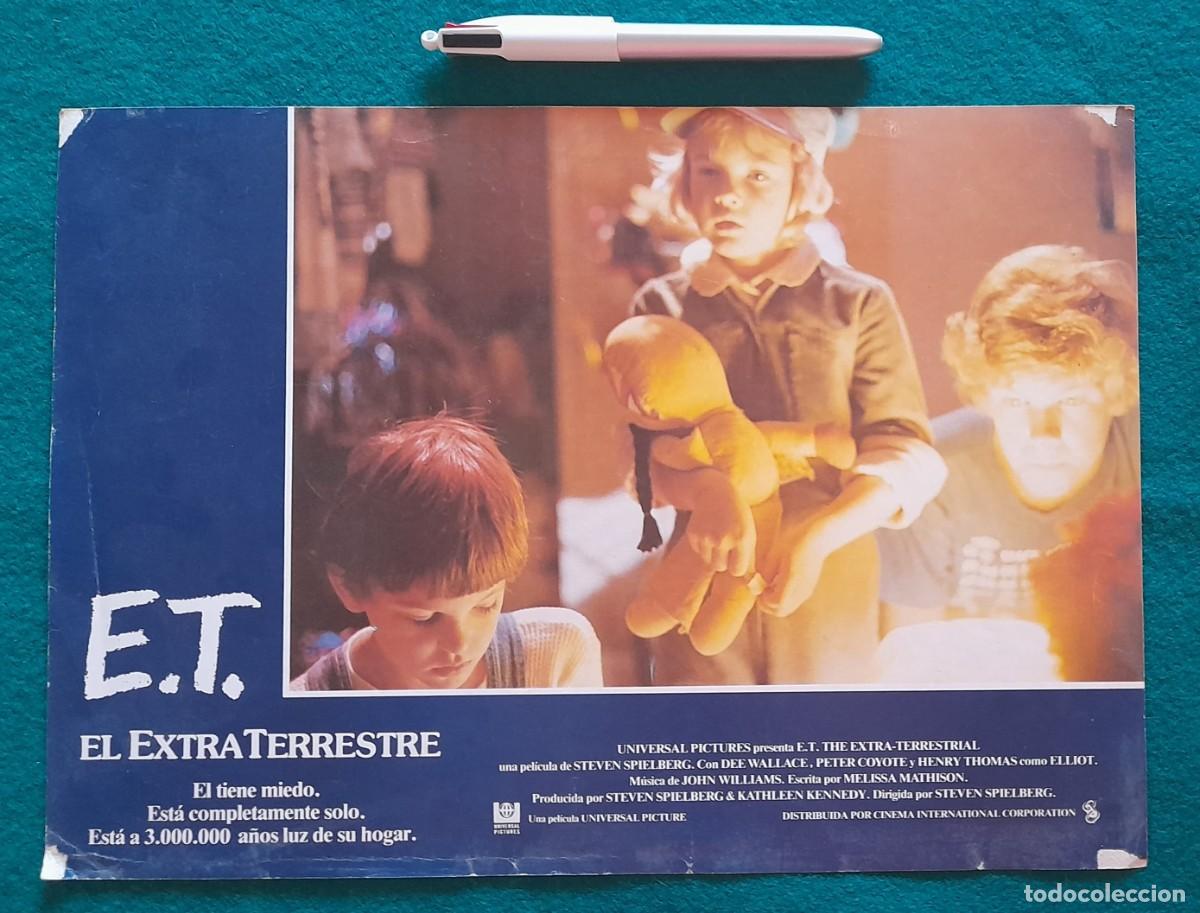 E.T.
EL EXTRA TERRESTRE
El tiene miedo.
Está completamente solo.
Está a 3.000.000 años luz de su hogar.
UNIVERSAL PICTURES presenta E.T. THE EXTRA-TERRESTRIAL
una película de STEVEN SPIELBERG. Con DEE WALLACE, PETER COYOTE y HENRY THOMAS como ELLIOT.
Música de JOHN WILLIAMS. Escrita por MELISSA MATHISON.
Producida por STEVEN SPIELBERG & KATHLEEN KENNEDY. Dirigida por STEVEN SPIELBERG.
UNIVERSAL
PICTURES
Una película UNIVERSAL PICTURE
DISTRIBUIDA POR CINEMA INTERNATIONAL CORPORATION
todocoleccion